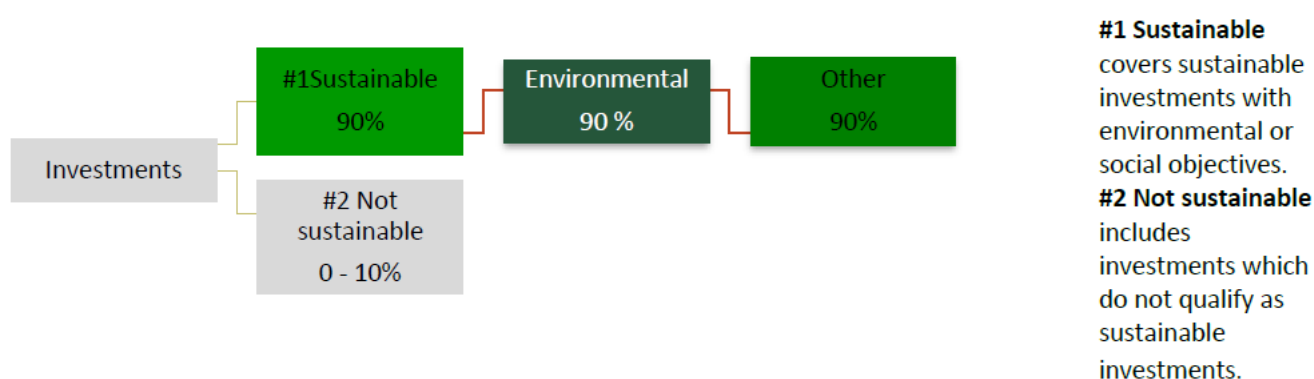 Investments
#1Sustainable
90%
#2 Not
sustainable
0 - 10%
Environmental
90 %
Other
90%
#1 Sustainable
covers sustainable
investments with
environmental or
social objectives.
#2 Not sustainable
includes
investments which
do not qualify as
sustainable
investments.